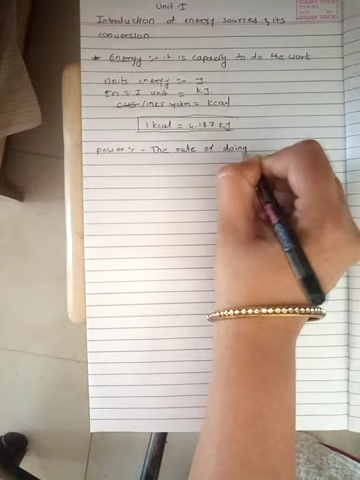 Unit I
Introduction of energy sources & its
conversion
* Energy :- it is capacity to do the work
Units energy :- J.
In S I unit = kJ.
CGS/MKS system = kcal
1 kcal = 4.187 kJ
power :- The rate of doing